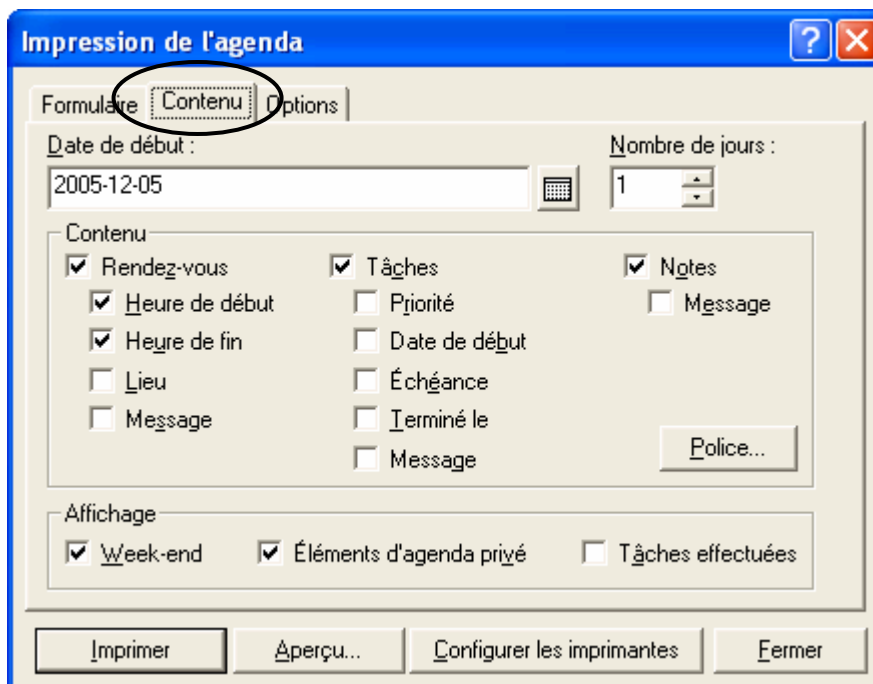 Impression de l'agenda
Formulaire Contenu Options
Date de début : Nombre de jours :
2005-12-05 1
Contenu
Rendez-vous Tâches Notes
Heure de début Priorité Message
Heure de fin Date de début
Lieu Échéance
Message Terminé le
Message Police...
Affichage
Week-end Éléments d'agenda privé Tâches effectuées
Imprimer Aperçu... Configurer les imprimantes Fermer